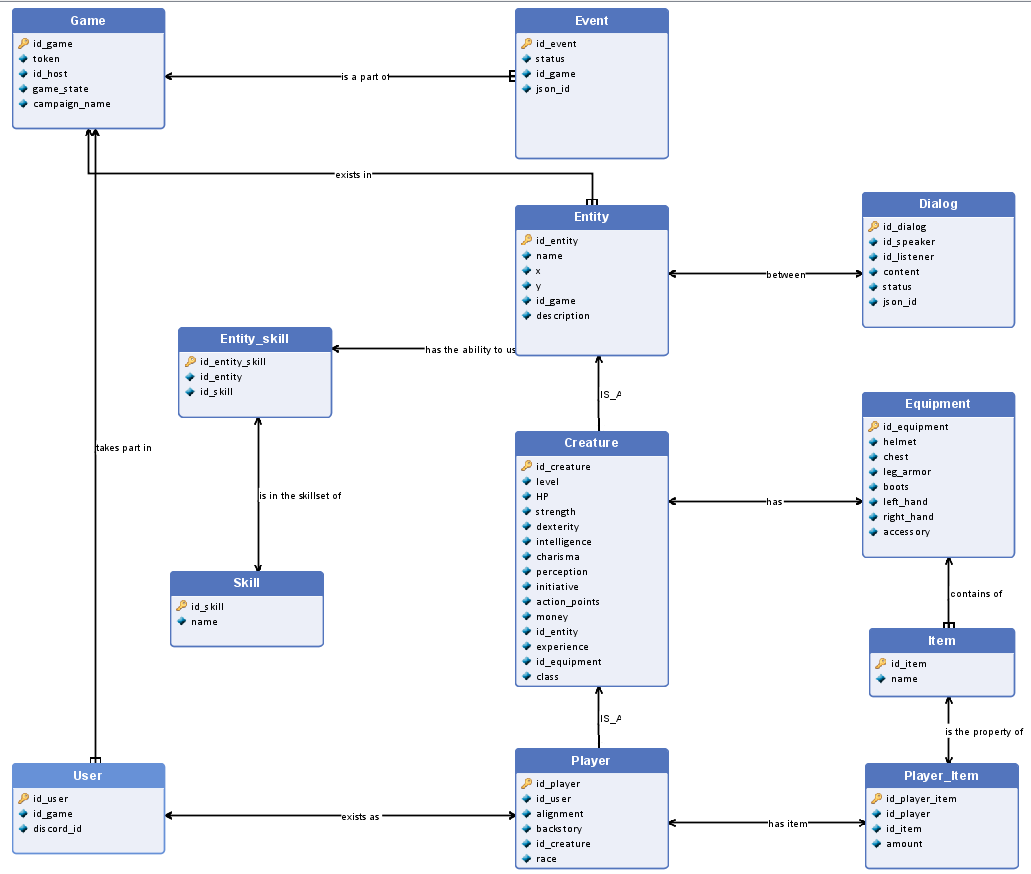 Game
id_game
token
id_host
game_state
campaign_name
Event
id_event
status
id_game
json_id
is a part of
exists in
Entity
id_entity
name
x
y
id_game
description
Dialog
id_dialog
id_speaker
id_listener
content
status
json_id
between
Entity_skill
id_entity_skill
id_entity
id_skill
has the ability to us
IS_A
takes part in
is in the skillset of
Creature
id_creature
level
HP
strength
dexterity
intelligence
charisma
perception
initiative
action_points
money
id_entity
experience
id_equipment
class
Equipment
id_equipment
helmet
chest
leg_armor
boots
left_hand
right_hand
accessory
has
Skill
id_skill
name
contains of
Item
id_item
name
IS_A
is the property of
User
id_user
id_game
discord_id
exists as
Player
id_player
id_user
alignment
backstory
id_creature
race
has item
Player_Item
id_player_item
id_player
id_item
amount